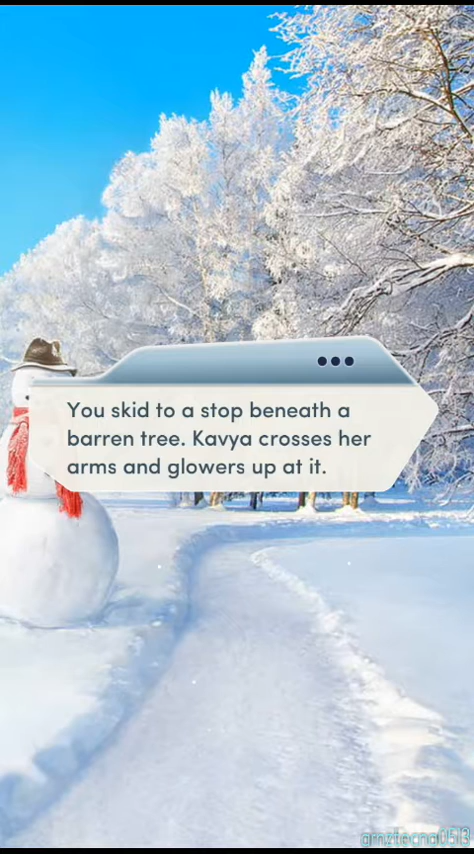 You skid to a stop beneath a
barren tree. Kavya crosses her
arms and glowers up at it.